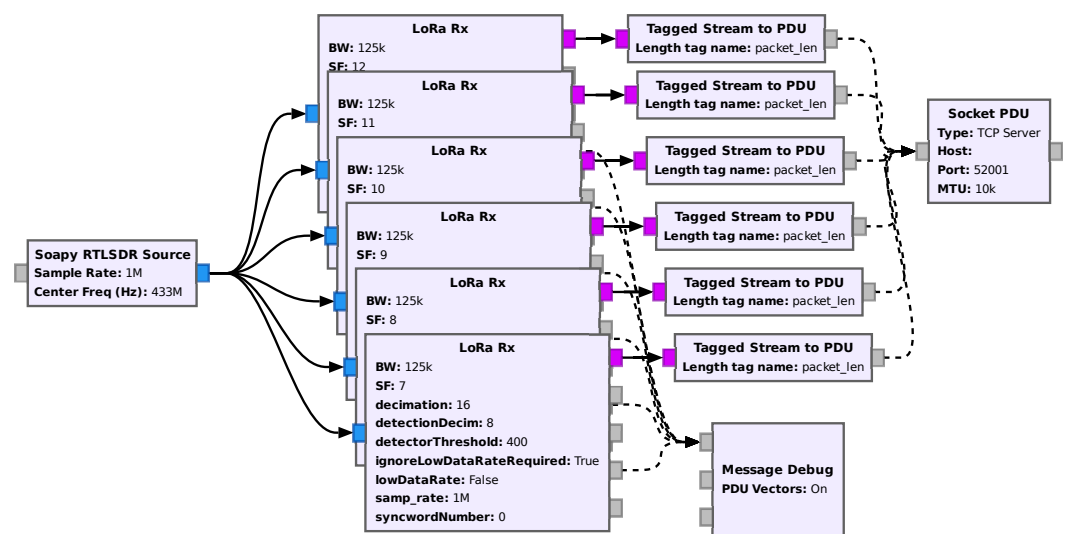 LoRa Rx
BW: 125k
SF: 12
Tagged Stream to PDU
Length tag name: packet_len
LoRa Rx
BW: 125k
SF: 11
Tagged Stream to PDU
Length tag name: packet_len
Socket PDU
Type: TCP Server
Host:
Port: 52001
MTU: 10k
LoRa Rx
BW: 125k
SF: 10
Tagged Stream to PDU
Length tag name: packet_len
LoRa Rx
BW: 125k
SF: 9
Tagged Stream to PDU
Length tag name: packet_len
Soapy RTLSDR Source
Sample Rate: 1M
Center Freq (Hz): 433M
LoRa Rx
BW: 125k
SF: 8
Tagged Stream to PDU
Length tag name: packet_len
LoRa Rx
BW: 125k
SF: 7
decimation: 16
detectionDecim: 8
detectorThreshold: 400
ignoreLowDataRateRequired: True
lowDataRate: False
samp_rate: 1M
syncwordNumber: 0
Tagged Stream to PDU
Length tag name: packet_len
Message Debug
PDU Vectors: On